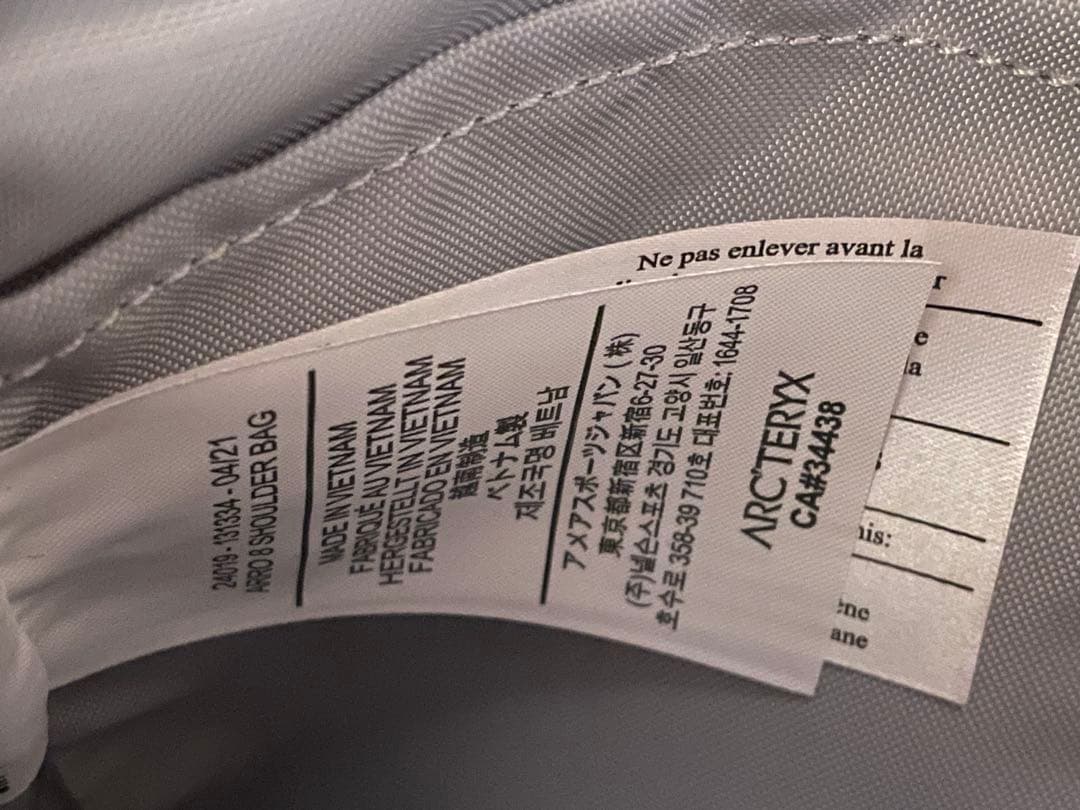 24019 - 131334 - 04/21
ARRO 8 SHOULDER BAG
MADE IN VIETNAM
FABRIQUÉ AU VIETNAM
HERGESTELLT IN VIETNAM
FABRICADO EN VIETNAM
越南制造
ベトナム製
제조국명 베트남
アメアスポーツジャパン (株)
東京都新宿区新宿6-27-30
(주)넬슨스포츠 경기도 고양시 일산동구
호수로 358-39 710호 대표번호: 1644-1708
ARC'TERYX
CA#34438
Ne pas enlever avant la
r
e
la
his:
ène
ane